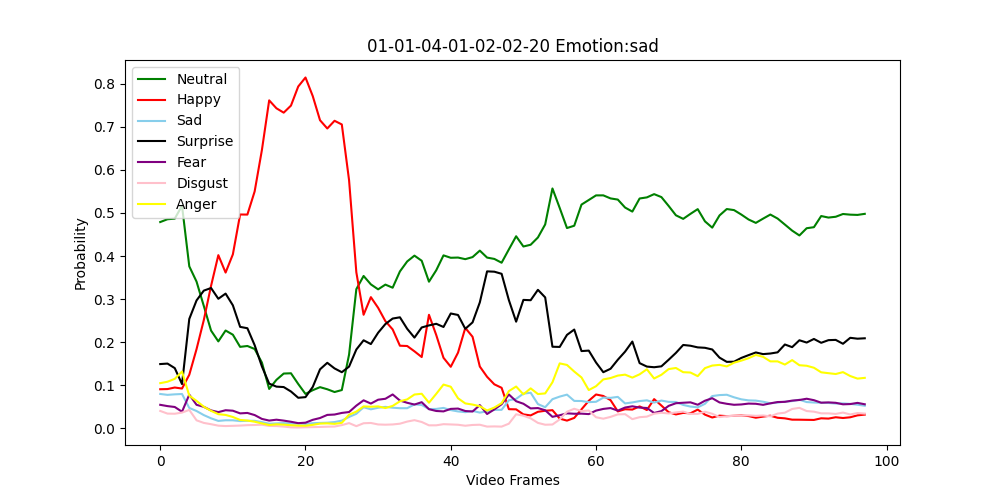 01-01-04-01-02-02-20 Emotion:sad
Neutral
Happy
Sad
Surprise
Fear
Disgust
Anger
Probability
0.8
0.7
0.6
0.5
0.4
0.3
0.2
0.1
0.0
0 20 40 60 80 100
Video Frames